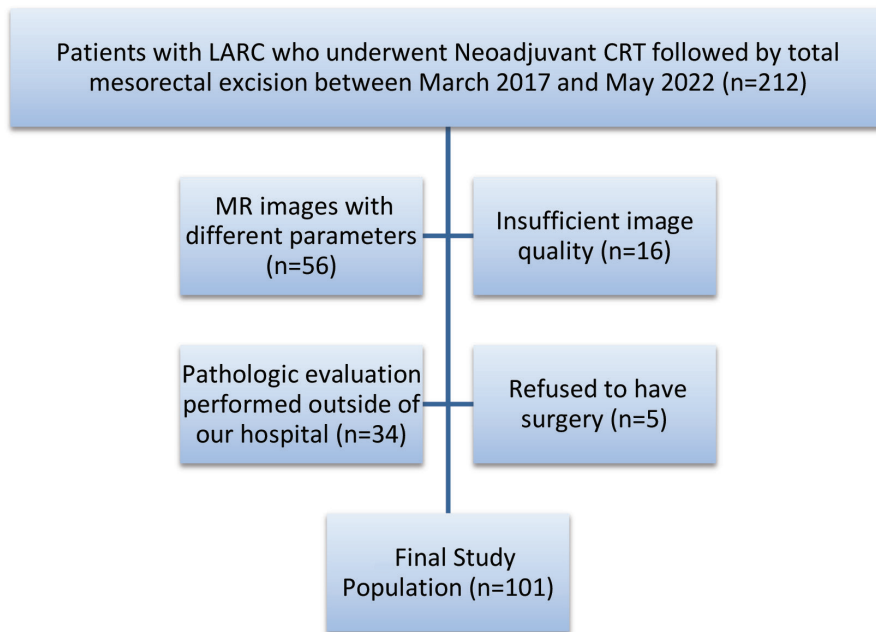 Patients with LARC who underwent Neoadjuvant CRT followed by total
mesorectal excision between March 2017 and May 2022 (n=212)
MR images with
different parameters
(n=56)
Insufficient image
quality (n=16)
Pathologic evaluation
performed outside of
our hospital (n=34)
Refused to have
surgery (n=5)
Final Study
Population (n=101)